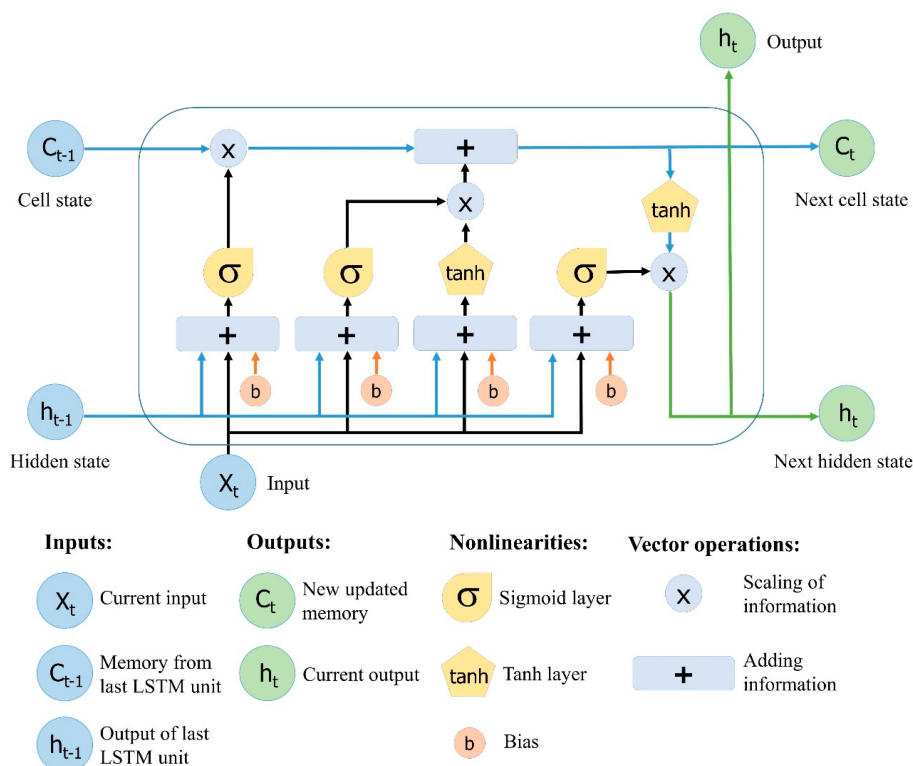 hₜ Output
Cₜ₋₁ x + Cₜ
Cell state tanh Next cell state
x
σ σ tanh σ x
+ + + +
b b b b
hₜ₋₁ hₜ
Hidden state Next hidden state
Xₜ Input
Inputs: Outputs: Nonlinearities: Vector operations:
Xₜ Current input
Cₜ₋₁ Memory from
last LSTM unit
hₜ₋₁ Output of last
LSTM unit
Cₜ New updated
memory
hₜ Current output
σ Sigmoid layer
tanh Tanh layer
b Bias
x Scaling of
information
+ Adding
information